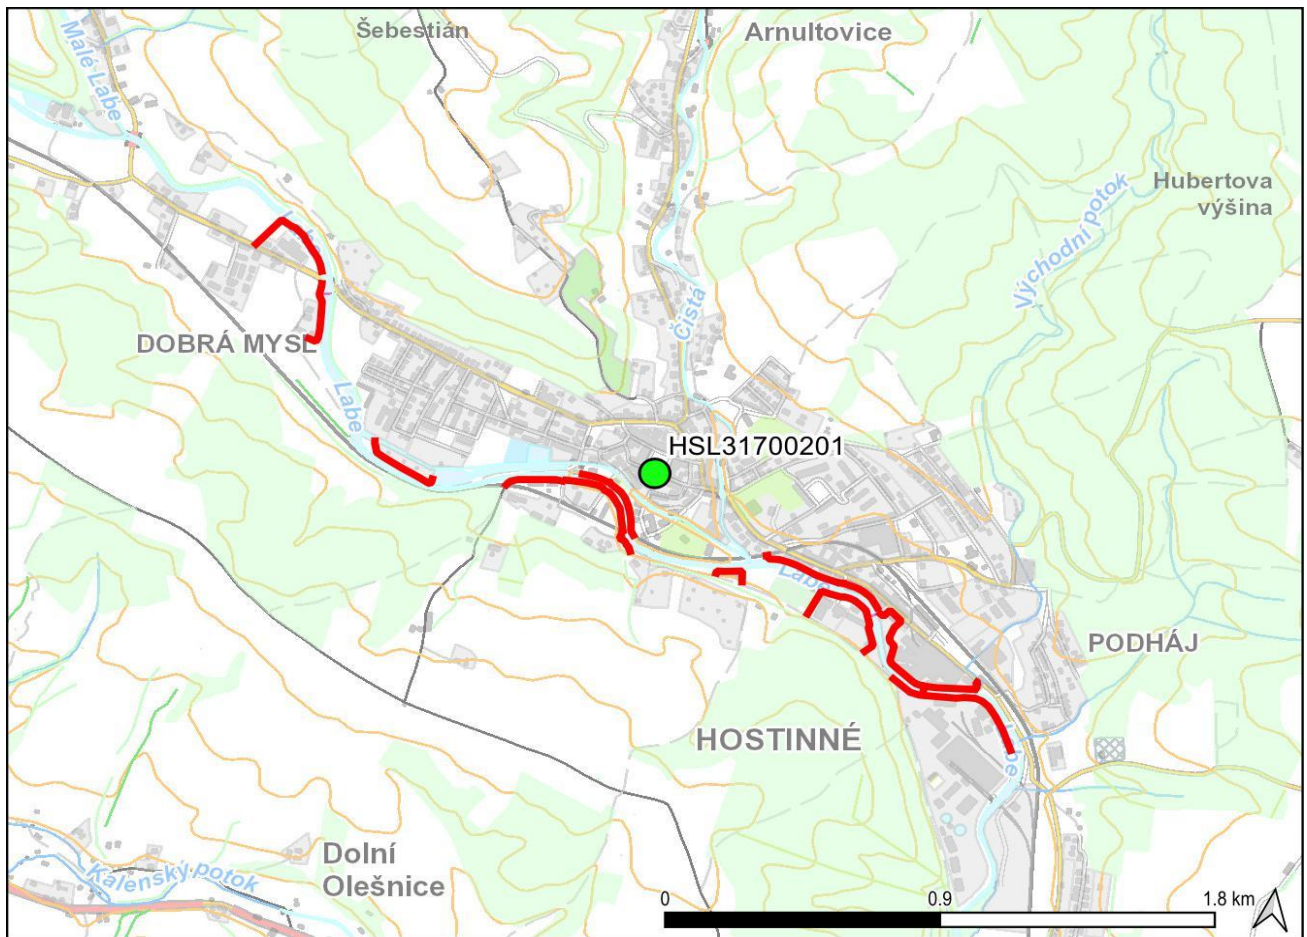 Šebestián
Arnultovice
Malé Labe
Hubertova
výšina
Východní potok
Čistá
DOBRÁ MYSL
Labe
HSL31700201
Labe
PODHÁJ
HOSTINNÉ
Dolní
Olešnice
Kalenský potok
0
0.9
1.8 km